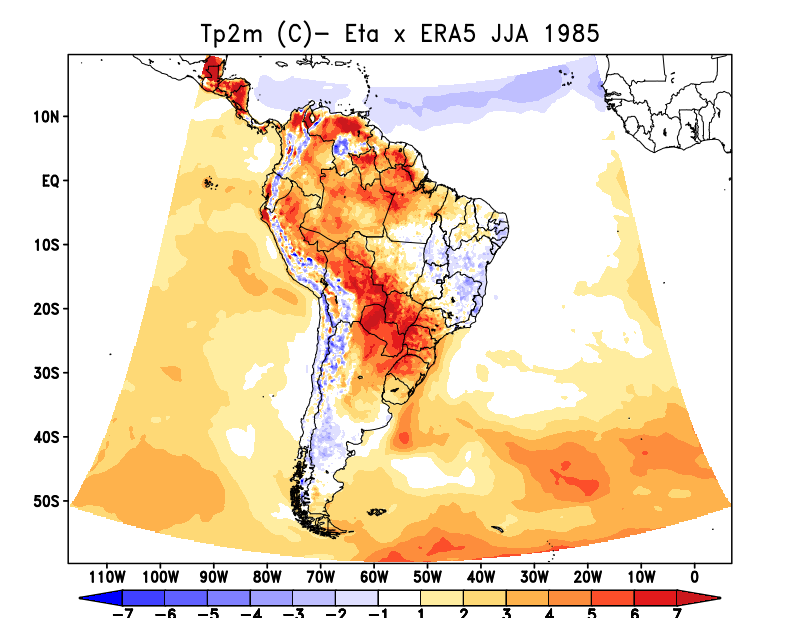 Tp2m (C)- Eta x ERA5 JJA 1985
10N
EQ
10S
20S
30S
40S
50S
110W 100W 90W 80W 70W 60W 50W 40W 30W 20W 10W 0
-7 -6 -5 -4 -3 -2 -1 1 2 3 4 5 6 7